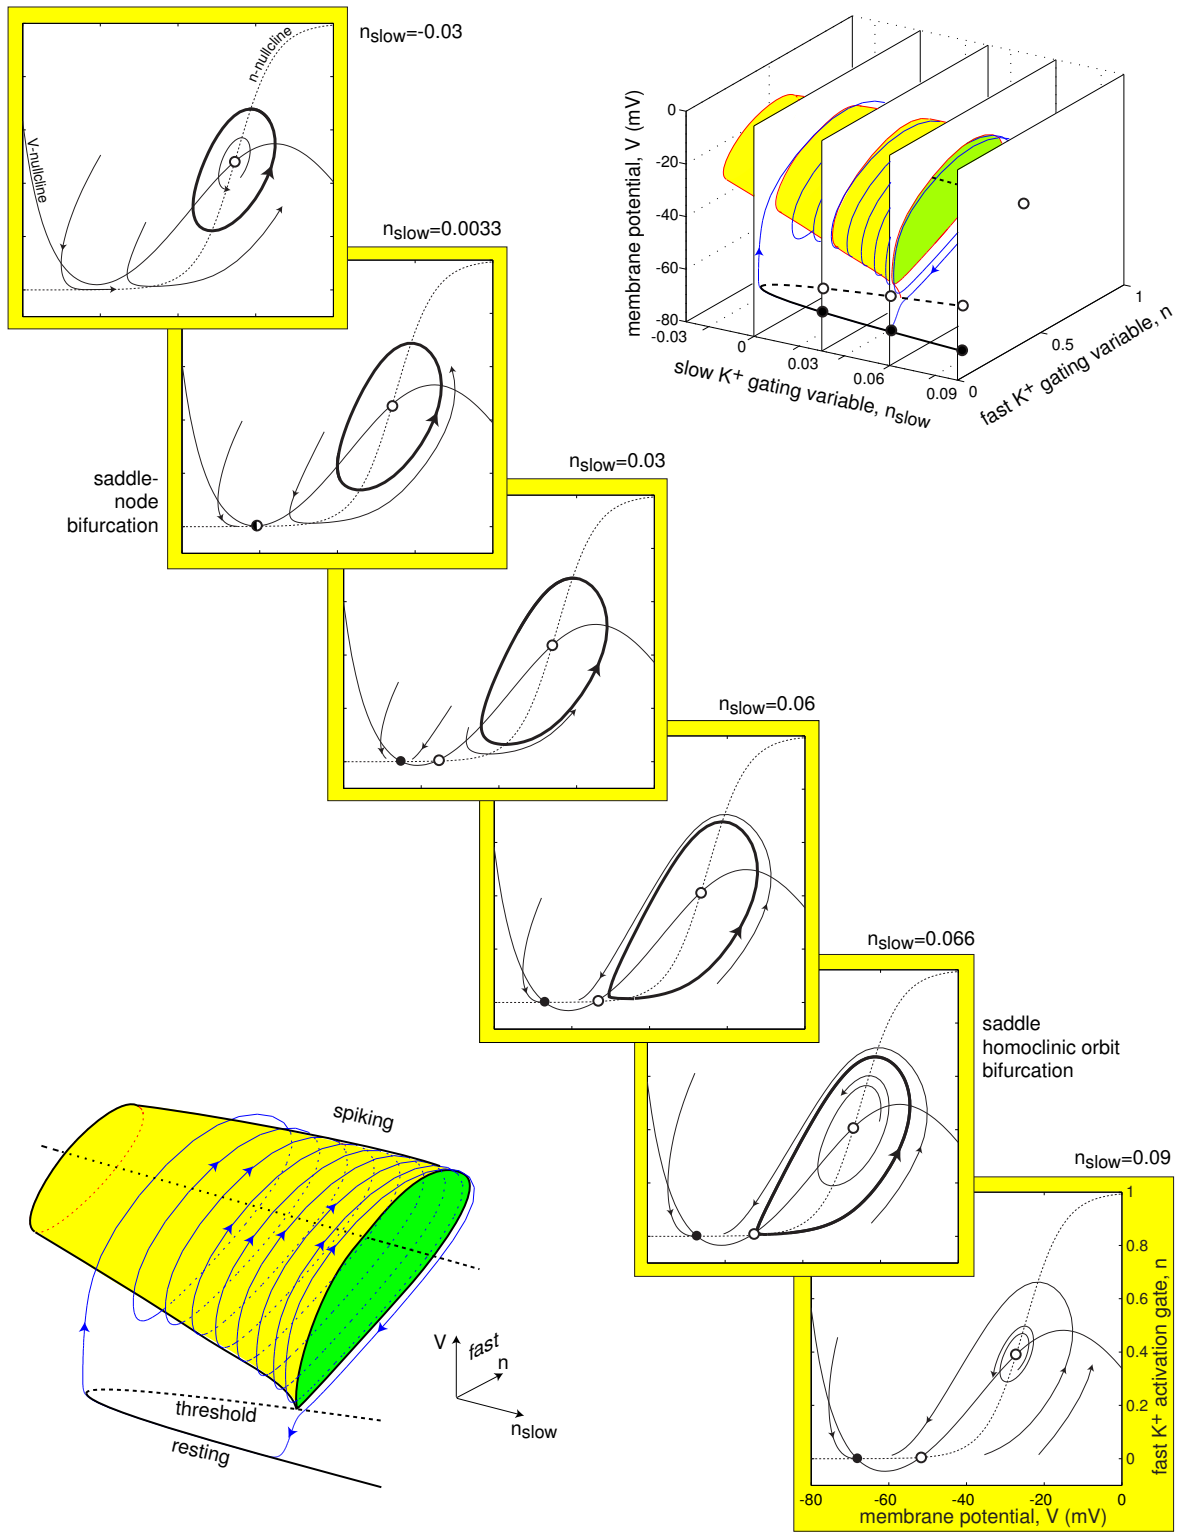 nslow=-0.03
n-nullcline
V-nullcline
nslow=0.0033
saddle-
node
bifurcation
nslow=0.03
nslow=0.06
nslow=0.066
saddle
homoclinic orbit
bifurcation
nslow=0.09
1
0.8
0.6
0.4
0.2
0
fast K+ activation gate, n
-80
-60
-40
-20
0
membrane potential, V (mV)
0
-20
-40
-60
-80
membrane potential, V (mV)
-0.03
0
0.03
0.06
0.09
slow K+ gating variable, nslow
0
0.5
1
fast K+ gating variable, n
spiking
threshold
resting
V
fast
n
nslow